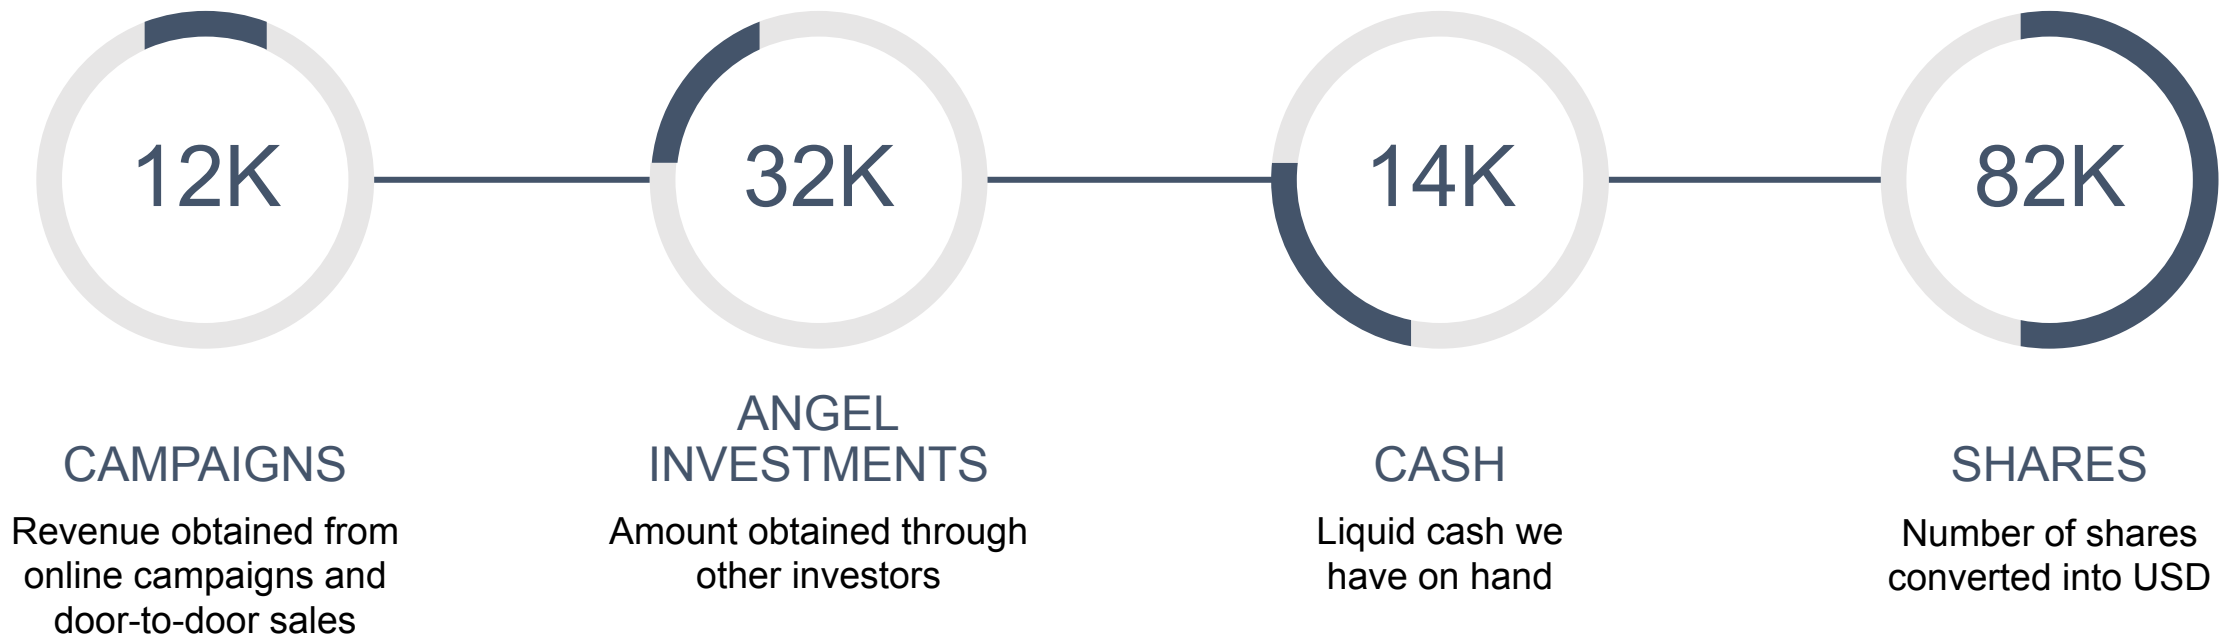 12K
CAMPAIGNS
Revenue obtained from
online campaigns and
door-to-door sales
32K
ANGEL
INVESTMENTS
Amount obtained through
other investors
14K
CASH
Liquid cash we
have on hand
82K
SHARES
Number of shares
converted into USD